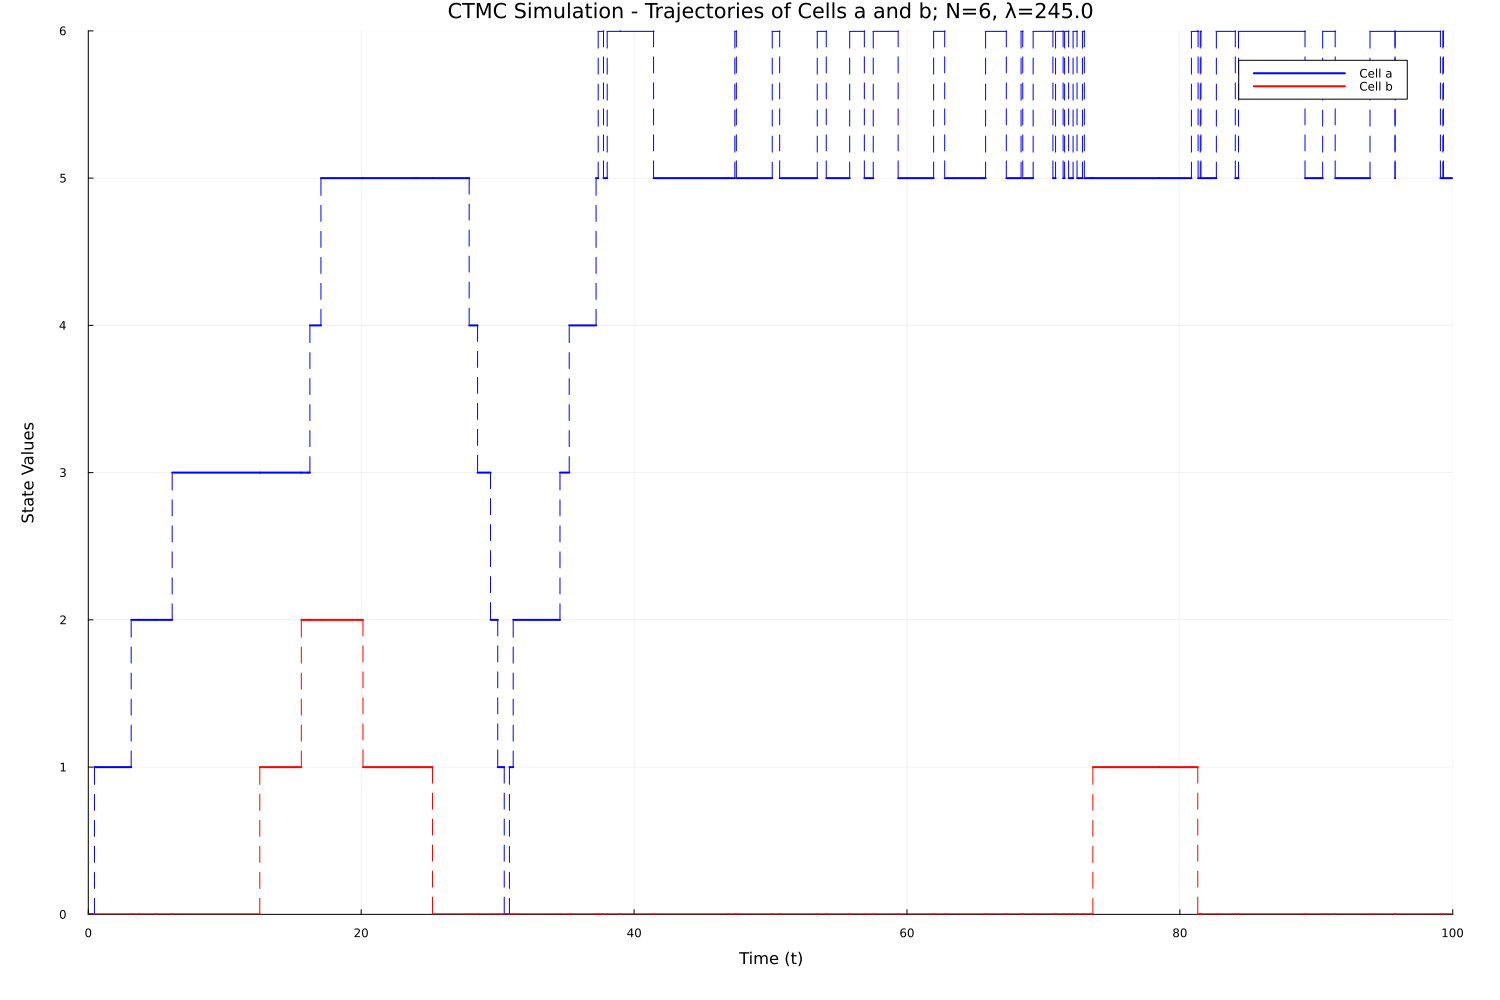 CTMC Simulation - Trajectories of Cells a and b; N=6, λ=245.0
6
Cell a
Cell b
5
4
State Values
3
2
1
0
0 20 40 60 80 100
Time (t)